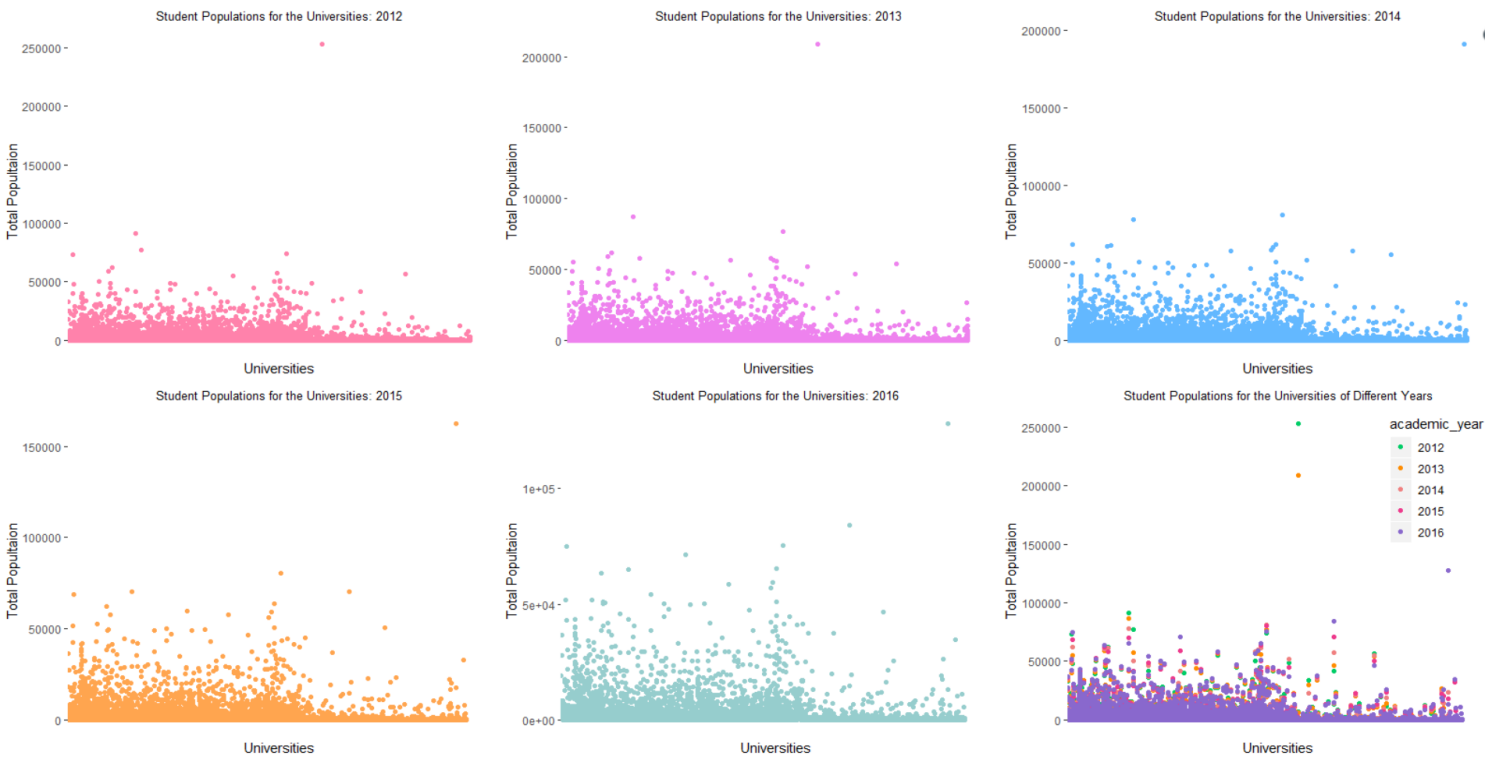 Student Populations for the Universities: 2012
250000
200000
150000
100000
50000
0
Total Popultaion
Universities
Student Populations for the Universities: 2013
200000
150000
100000
50000
0
Total Popultaion
Universities
Student Populations for the Universities: 2014
200000
150000
100000
50000
0
Total Popultaion
Universities
Student Populations for the Universities: 2015
150000
100000
50000
0
Total Popultaion
Universities
Student Populations for the Universities: 2016
1e+05
5e+04
0e+00
Total Popultaion
Universities
Student Populations for the Universities of Different Years
250000
200000
150000
100000
50000
0
Total Popultaion
Universities
academic_year
2012
2013
2014
2015
2016